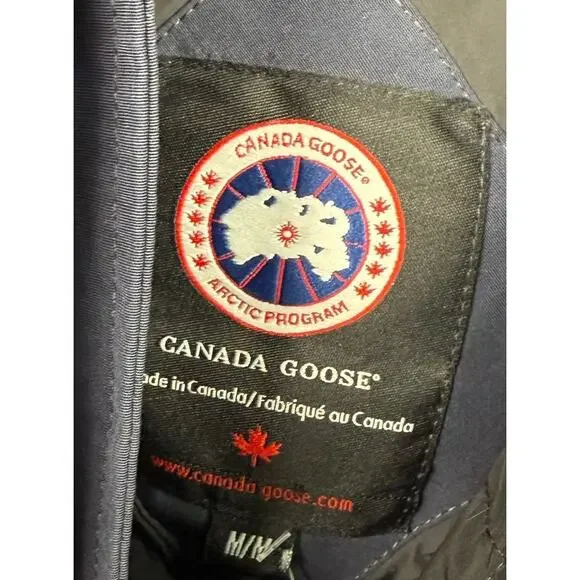 CANADA GOOSE®
ARCTIC PROGRAM
CANADA GOOSE®
ade in Canada/Fabriqué au Canada
www.canada goose.com
M/M